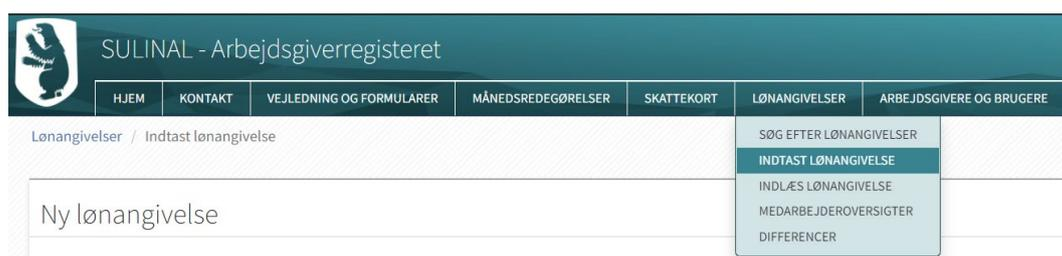 SULINAL - Arbejdsgiverregisteret
HJEM KONTAKT VEJLEDNING OG FORMULARER MÅNEDSREDEGØRELSER SKATTEKORT LØNANGIVELSER ARBEJDSGIVERE OG BRUGERE
Lønangivelser / Indtast lønangivelse
SØG EFTER LØNANGIVELSER
INDTAST LØNANGIVELSE
INDLÆS LØNANGIVELSE
MEDARBEJDEROVERSIGTER
DIFFERENCER
Ny lønangivelse